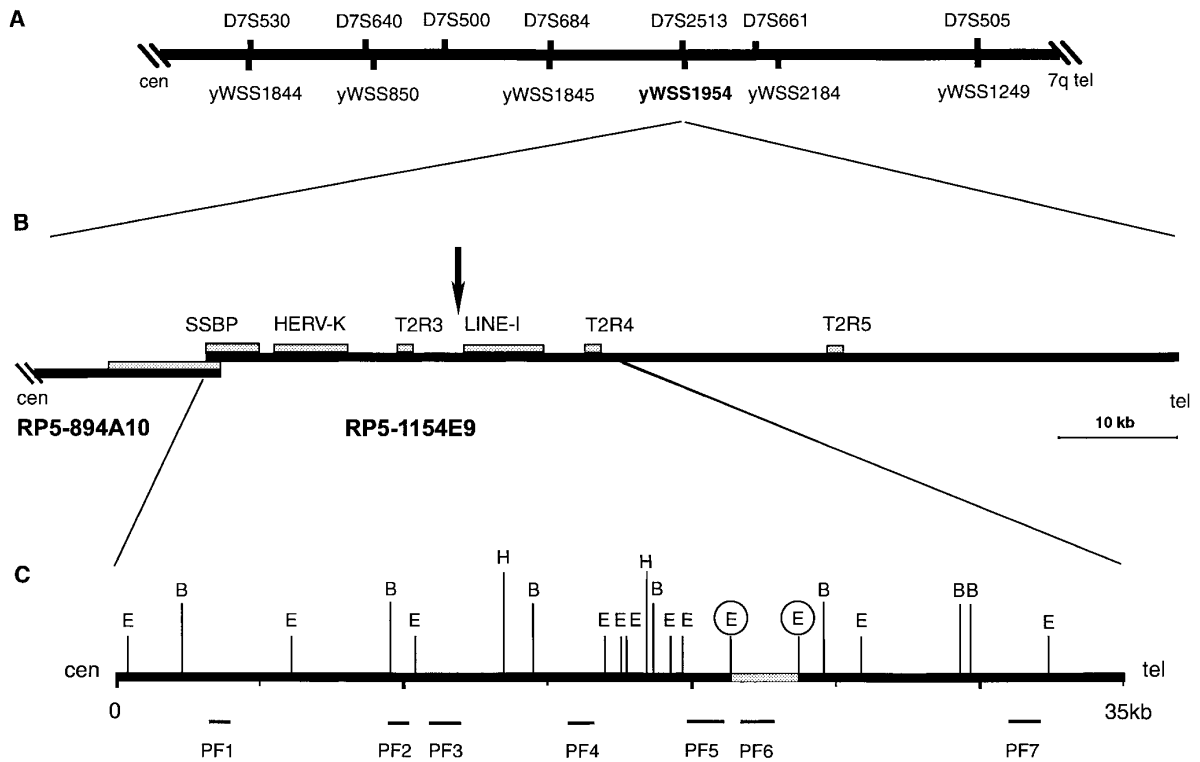 A
D7S530 D7S640 D7S500 D7S684 D7S2513 D7S661 D7S505
cen 7q tel
yWSS1844 yWSS850 yWSS1845 yWSS1954 yWSS2184 yWSS1249
B
SSBP HERV-K T2R3 LINE-I T2R4 T2R5
cen tel
RP5-894A10 RP5-1154E9 10 kb
C
H H
B B B B B B B
E E E E E E E E E E E
cen tel
0 35kb
PF1 PF2 PF3 PF4 PF5 PF6 PF7